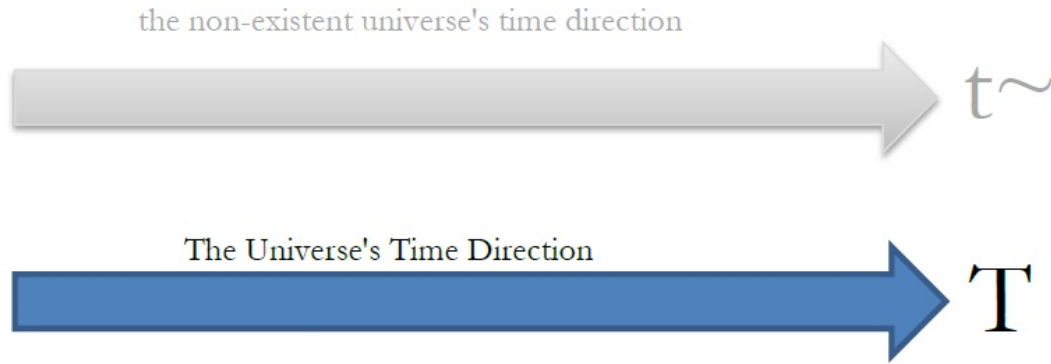 the non-existent universe's time direction
t~
The Universe's Time Direction
T